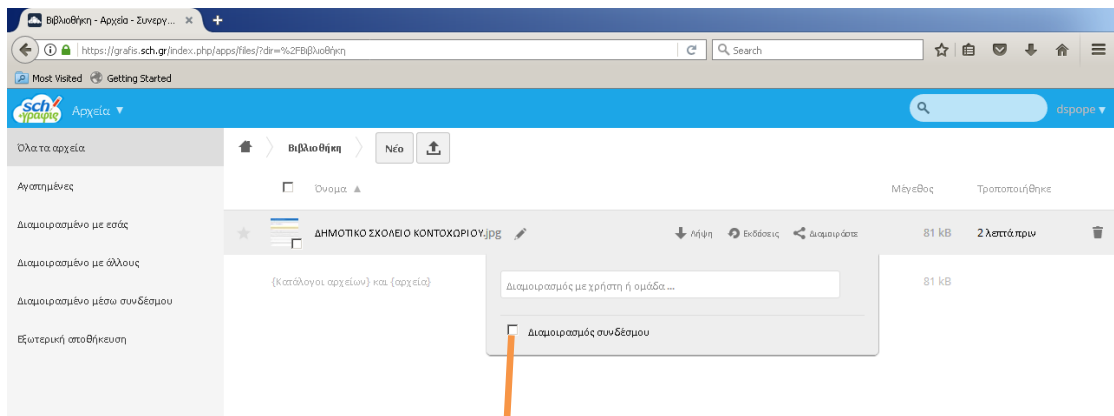 Βιβλιοθήκη - Αρχεία - Συνεργ... × +
https://grafis.sch.gr/index.php/apps/files/?dir=%2FΒιβλιοθήκη Search
Most Visited Getting Started
sch γραφίς Αρχεία ▼ dspope ▼
Όλα τα αρχεία Βιβλιοθήκη Νέο
Αγαπημένες Όνομα ▲ Μέγεθος Τροποποιήθηκε
Διαμοιρασμένο με εσάς ΔΗΜΟΤΙΚΟ ΣΧΟΛΕΙΟ ΚΟΝΤΟΧΩΡΙΟΥ.jpg Λήψη Εκδόσεις Διαμοιράστε 81 kB 2 λεπτά πριν
Διαμοιρασμένο με άλλους
{Κατάλογοι αρχείων} και {αρχεία} Διαμοιρασμός με χρήστη ή ομάδα ... 81 kB
Διαμοιρασμένο μέσω συνδέσμου
Εξωτερική αποθήκευση Διαμοιρασμός συνδέσμου